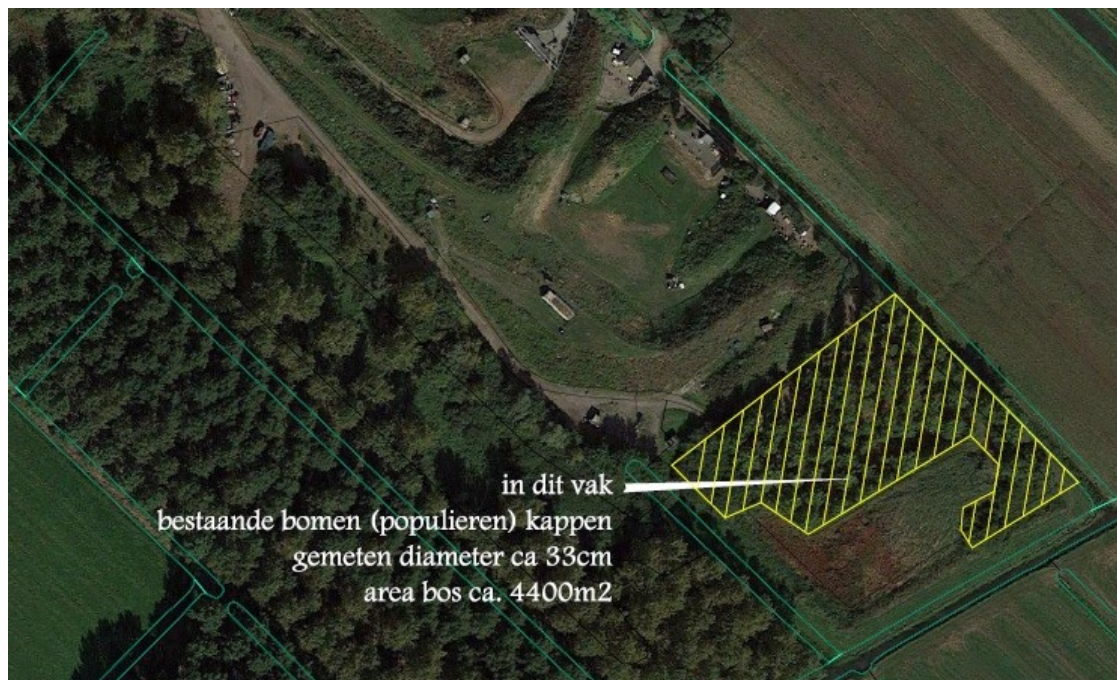 in dit vak
bestaande bomen (populieren) kappen
gemeten diameter ca 33cm
area bos ca. 4400m2